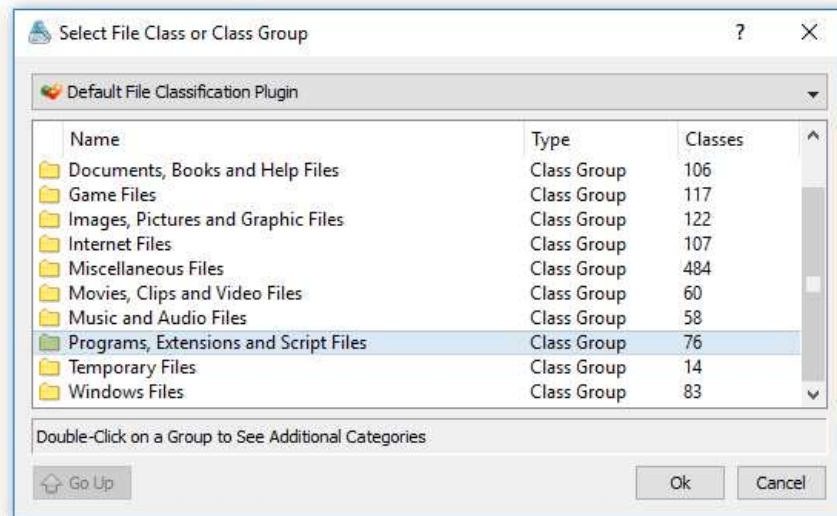 Select File Class or Class Group ?
Default File Classification Plugin
Name Type Classes
Documents, Books and Help Files Class Group 106
Game Files Class Group 117
Images, Pictures and Graphic Files Class Group 122
Internet Files Class Group 107
Miscellaneous Files Class Group 484
Movies, Clips and Video Files Class Group 60
Music and Audio Files Class Group 58
Programs, Extensions and Script Files Class Group 76
Temporary Files Class Group 14
Windows Files Class Group 83
Double-Click on a Group to See Additional Categories
Go Up Ok Cancel